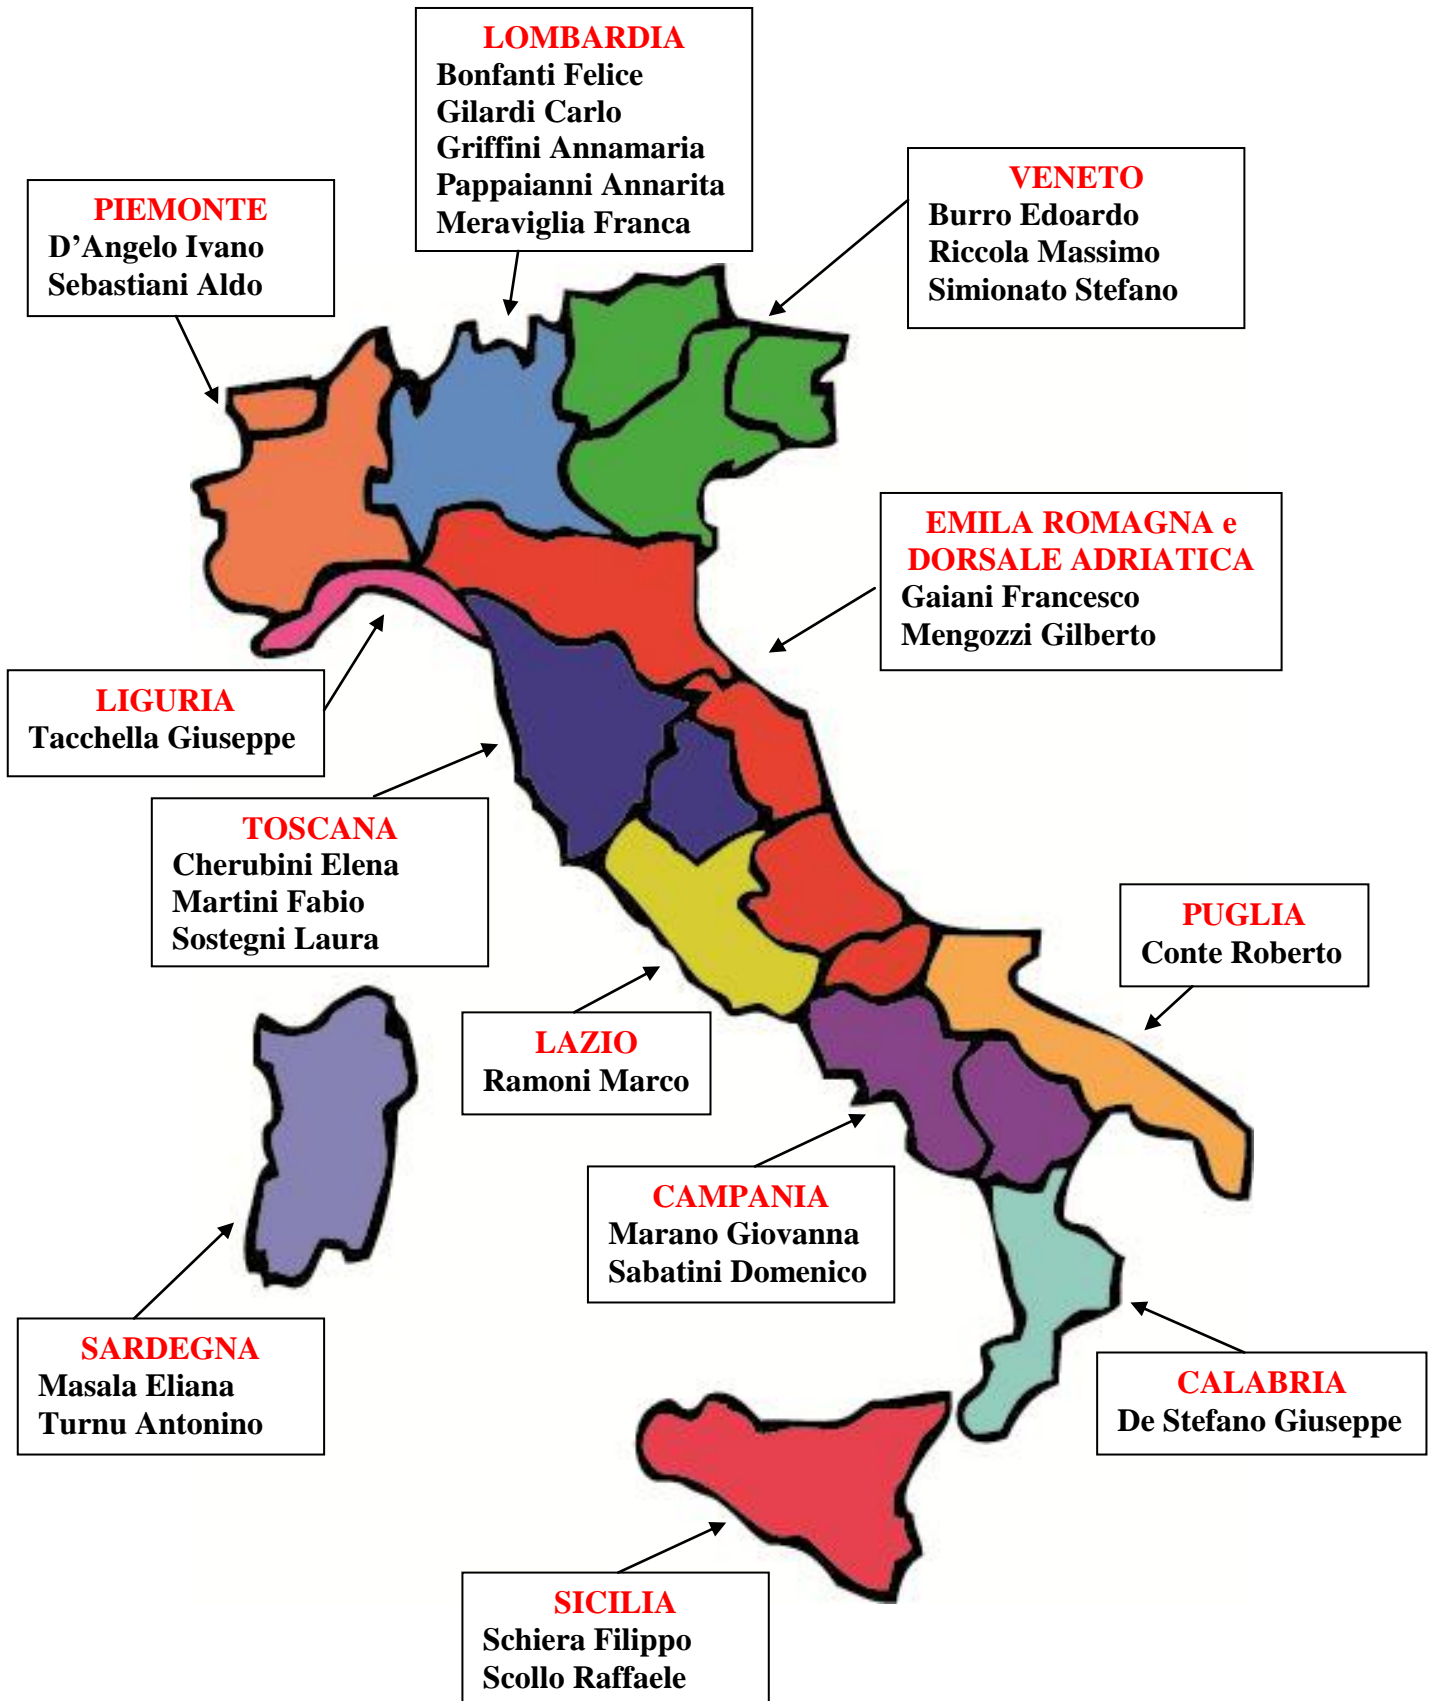 LOMBARDIA
Bonfanti Felice
Gilardi Carlo
Griffini Annamaria
Pappaianni Annarita
Meraviglia Franca
VENETO
Burro Edoardo
Riccola Massimo
Simionato Stefano
PIEMONTE
D’Angelo Ivano
Sebastiani Aldo
EMILA ROMAGNA e
DORSALE ADRIATICA
Gaiani Francesco
Mengozzi Gilberto
LIGURIA
Tacchella Giuseppe
TOSCANA
Cherubini Elena
Martini Fabio
Sostegni Laura
PUGLIA
Conte Roberto
LAZIO
Ramoni Marco
CAMPANIA
Marano Giovanna
Sabatini Domenico
SARDEGNA
Masala Eliana
Turnu Antonino
CALABRIA
De Stefano Giuseppe
SICILIA
Schiera Filippo
Scollo Raffaele